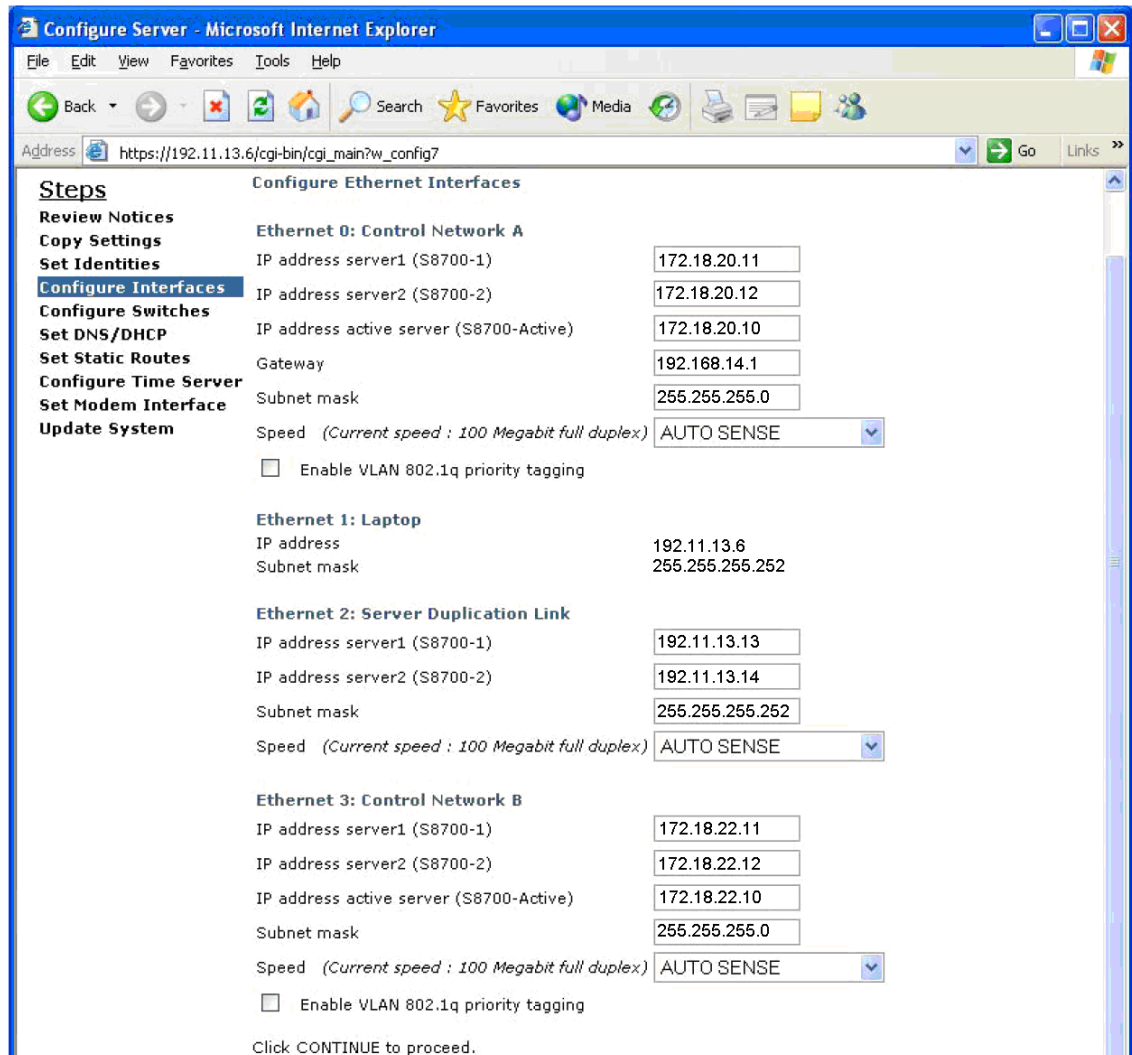 Configure Server - Microsoft Internet Explorer
File Edit View Favorites Tools Help
Back Search Favorites Media
Address https://192.11.13.6/cgi-bin/cgi_main?w_config7 Go Links »
Steps
Review Notices
Copy Settings
Set Identities
Configure Interfaces
Configure Switches
Set DNS/DHCP
Set Static Routes
Configure Time Server
Set Modem Interface
Update System
Configure Ethernet Interfaces
Ethernet 0: Control Network A
IP address server1 (S8700-1) 172.18.20.11
IP address server2 (S8700-2) 172.18.20.12
IP address active server (S8700-Active) 172.18.20.10
Gateway 192.168.14.1
Subnet mask 255.255.255.0
Speed (Current speed : 100 Megabit full duplex) AUTO SENSE
Enable VLAN 802.1q priority tagging
Ethernet 1: Laptop
IP address 192.11.13.6
Subnet mask 255.255.255.252
Ethernet 2: Server Duplication Link
IP address server1 (S8700-1) 192.11.13.13
IP address server2 (S8700-2) 192.11.13.14
Subnet mask 255.255.255.252
Speed (Current speed : 100 Megabit full duplex) AUTO SENSE
Ethernet 3: Control Network B
IP address server1 (S8700-1) 172.18.22.11
IP address server2 (S8700-2) 172.18.22.12
IP address active server (S8700-Active) 172.18.22.10
Subnet mask 255.255.255.0
Speed (Current speed : 100 Megabit full duplex) AUTO SENSE
Enable VLAN 802.1q priority tagging
Click CONTINUE to proceed.